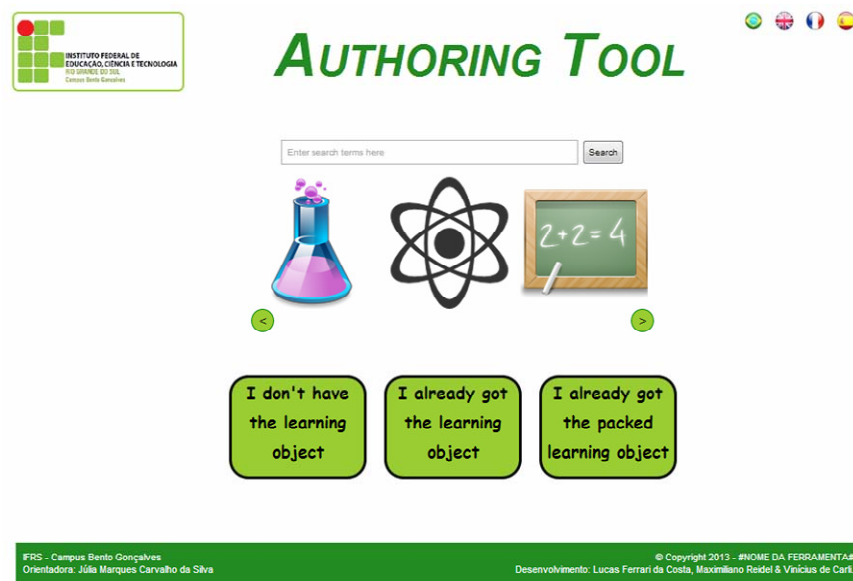 INSTITUTO FEDERAL DE
EDUCAÇÃO, CIÊNCIA E TECNOLOGIA
RIO GRANDE DO SUL
Campus Bento Gonçalves
AUTHORING TOOL
Enter search terms here
Search
2+2=4
<
>
I don't have
the learning
object
I already got
the learning
object
I already got
the packed
learning object
IFRS - Campus Bento Gonçalves
Orientadora: Júlia Marques Carvalho da Silva
© Copyright 2013 - #NOME DA FERRAMENTA#
Desenvolvimento: Lucas Ferrari da Costa, Maximiliano Reidel & Vinícius de Carli